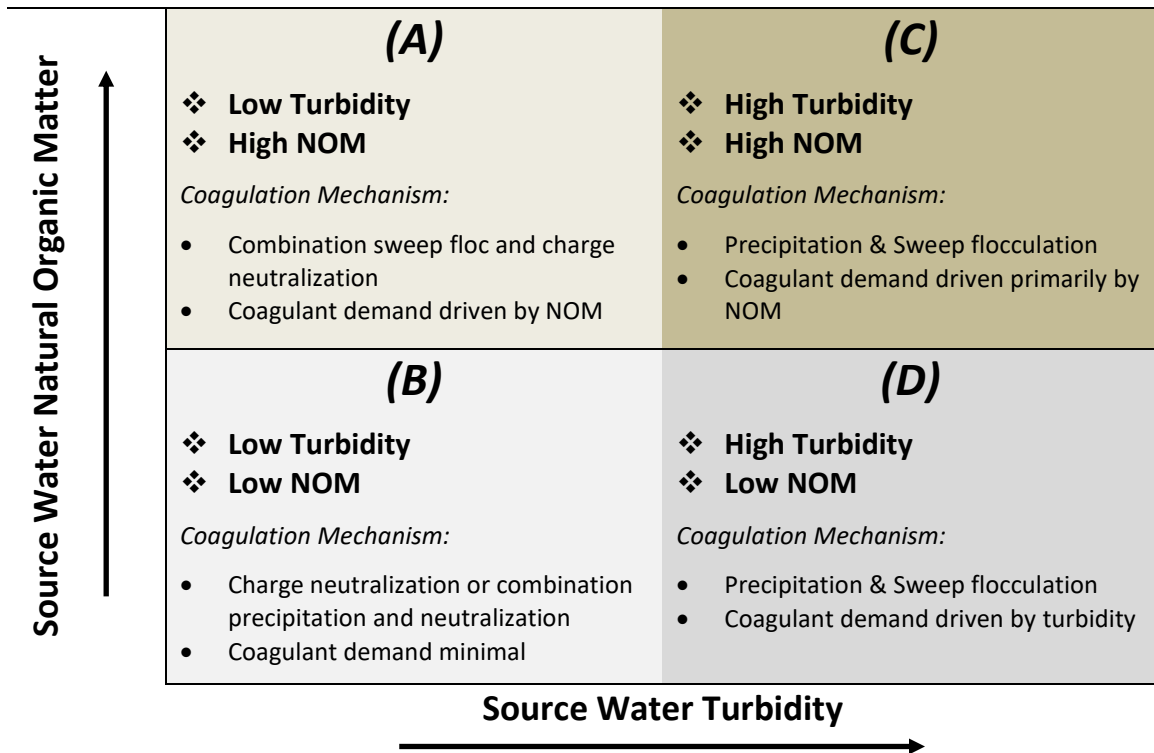 Source Water Natural Organic Matter
(A)
❖ Low Turbidity
❖ High NOM
Coagulation Mechanism:
• Combination sweep floc and charge
neutralization
• Coagulant demand driven by NOM
(C)
❖ High Turbidity
❖ High NOM
Coagulation Mechanism:
• Precipitation & Sweep flocculation
• Coagulant demand driven primarily by
NOM
(B)
❖ Low Turbidity
❖ Low NOM
Coagulation Mechanism:
• Charge neutralization or combination
precipitation and neutralization
• Coagulant demand minimal
(D)
❖ High Turbidity
❖ Low NOM
Coagulation Mechanism:
• Precipitation & Sweep flocculation
• Coagulant demand driven by turbidity
Source Water Turbidity